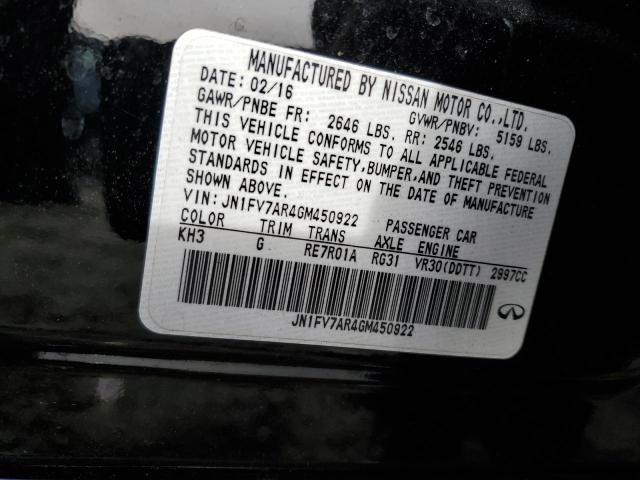 MANUFACTURED BY NISSAN MOTOR CO.,LTD.
DATE: 02/16 GVWR/PNBV: 5159 LBS.
GAWR/PNBE FR: 2646 LBS. RR: 2546 LBS.
THIS VEHICLE CONFORMS TO ALL APPLICABLE FEDERAL
MOTOR VEHICLE SAFETY, BUMPER, AND THEFT PREVENTION
STANDARDS IN EFFECT ON THE DATE OF MANUFACTURE
SHOWN ABOVE.
VIN: JN1FV7AR4GM450922 PASSENGER CAR
COLOR TRIM TRANS AXLE ENGINE
KH3 G RE7R01A RG31 VR30(DDTT) 2997CC
JN1FV7AR4GM450922